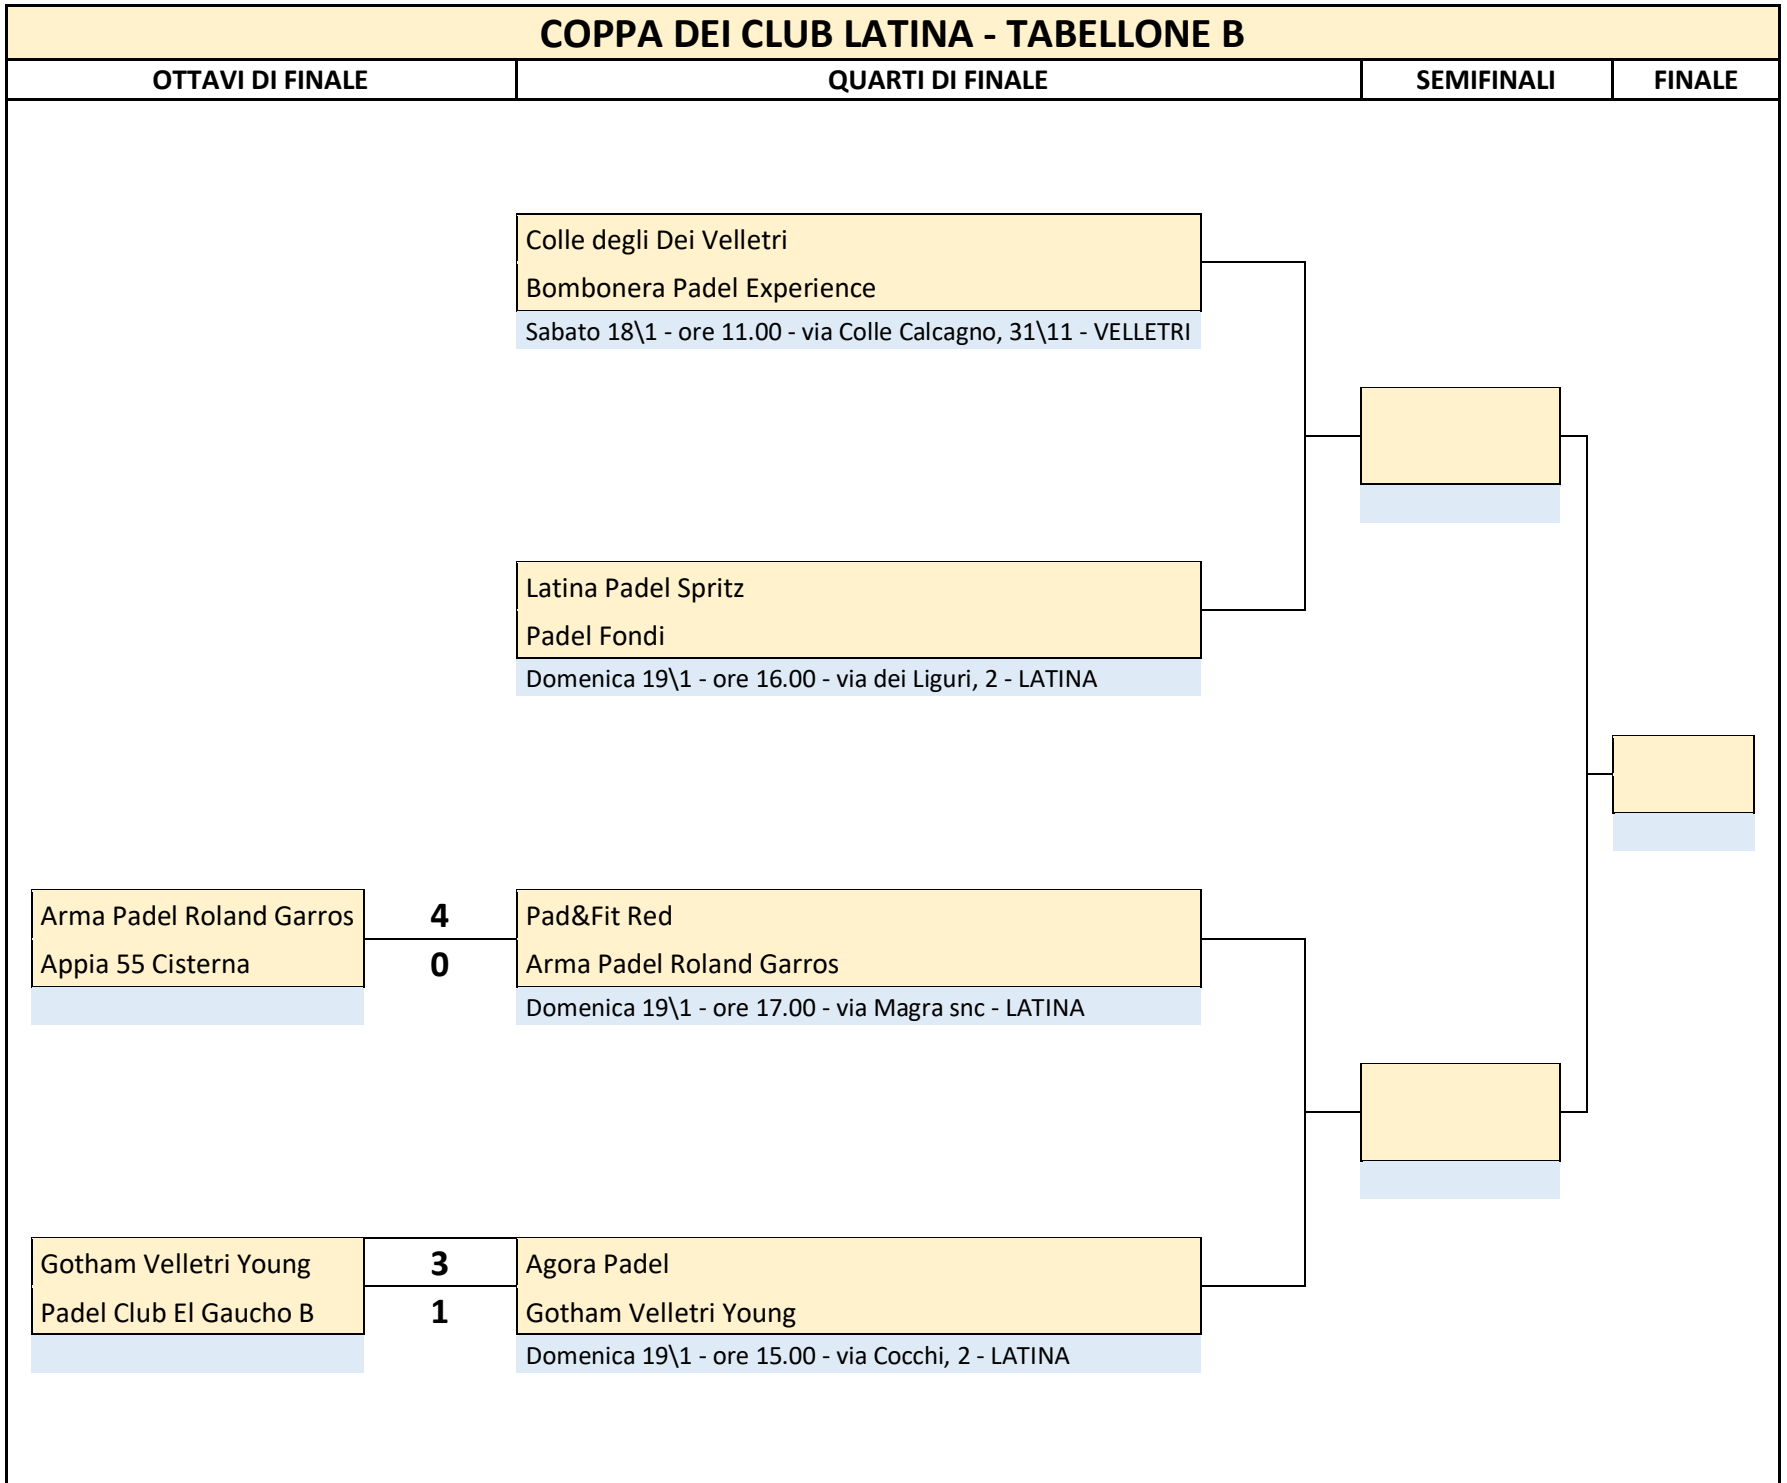 COPPA DEI CLUB LATINA - TABELLONE B
OTTAVI DI FINALE
QUARTI DI FINALE
SEMIFINALI
FINALE
Colle degli Dei Velletri
Bombonera Padel Experience
Sabato 18\1 - ore 11.00 - via Colle Calcagno, 31\11 - VELLETRI
Latina Padel Spritz
Padel Fondi
Domenica 19\1 - ore 16.00 - via dei Liguri, 2 - LATINA
Arma Padel Roland Garros
4
Pad&Fit Red
Appia 55 Cisterna
0
Arma Padel Roland Garros
Domenica 19\1 - ore 17.00 - via Magra snc - LATINA
Gotham Velletri Young
3
Agora Padel
Padel Club El Gaucho B
1
Gotham Velletri Young
Domenica 19\1 - ore 15.00 - via Cocchi, 2 - LATINA